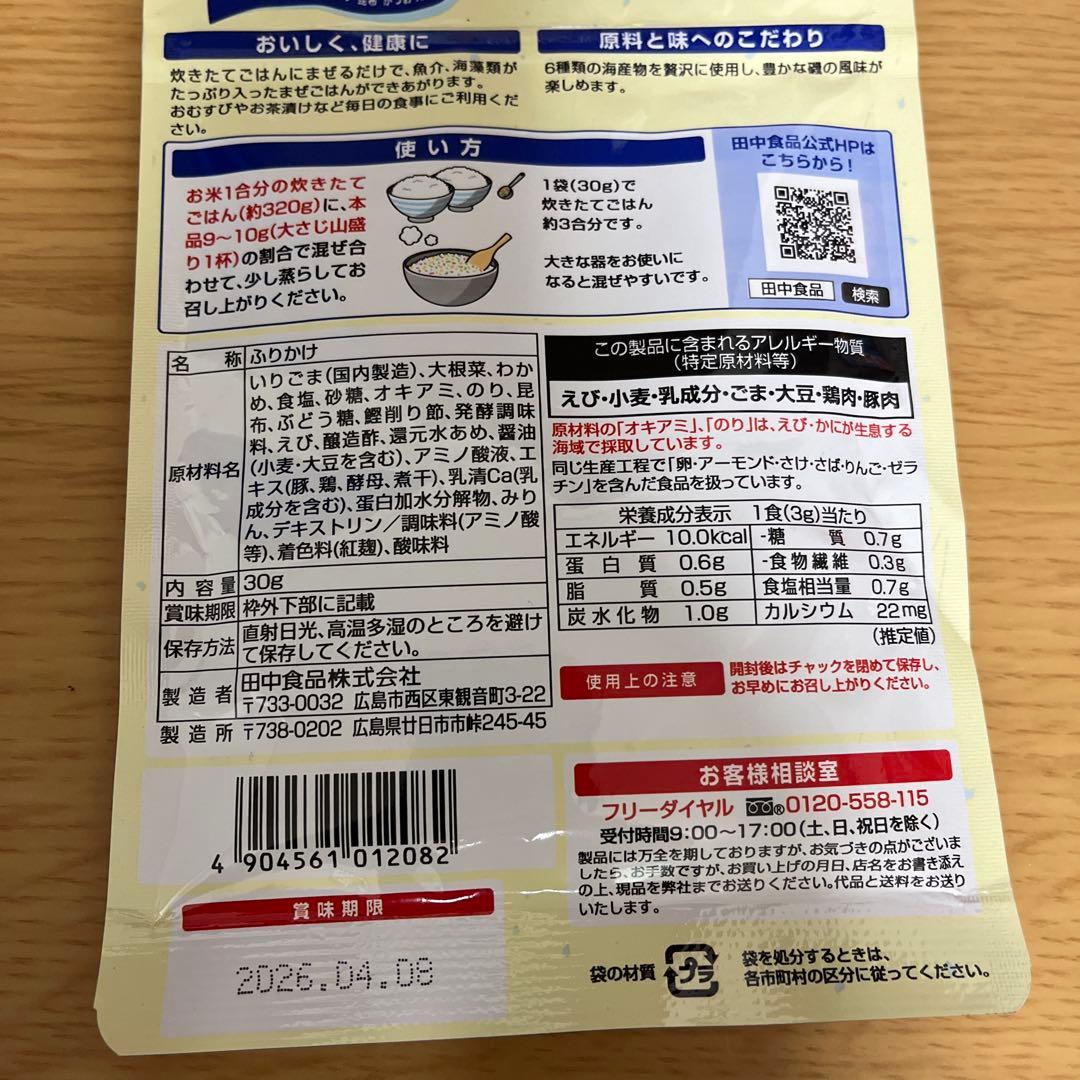 昆布 かつお
おいしく、健康に
炊きたてごはんにまぜるだけで、魚介、海藻類が
たっぷり入ったまぜごはんができあがります。
おむすびやお茶漬けなど毎日の食事にご利用くだ
さい。
原料と味へのこだわり
6種類の海産物を贅沢に使用し、豊かな磯の風味が
楽しめます。
使い方
お米1合分の炊きたて
ごはん(約320g)に、本
品9〜10g(大さじ山盛
り1杯)の割合で混ぜ合
わせて、少し蒸らしてお
召し上がりください。
1袋(30g)で
炊きたてごはん
約3合分です。
大きな器をお使いに
なると混ぜやすいです。
田中食品公式HPは
こちらから!
田中食品 検索
名称 ふりかけ
原材料名 いりごま(国内製造)、大根菜、わか
め、食塩、砂糖、オキアミ、のり、昆
布、ぶどう糖、鰹削り節、発酵調味
料、えび、醸造酢、還元水あめ、醤油
(小麦・大豆を含む)、アミノ酸液、エ
キス(豚、鶏、酵母、煮干)、乳清Ca(乳
成分を含む)、蛋白加水分解物、みり
ん、デキストリン/調味料(アミノ酸
等)、着色料(紅麹)、酸味料
内容量 30g
賞味期限 枠外下部に記載
保存方法 直射日光、高温多湿のところを避け
て保存してください。
製造者 田中食品株式会社
〒733-0032 広島市西区東観音町3-22
製造所 〒738-0202 広島県廿日市市峠245-45
この製品に含まれるアレルギー物質
(特定原材料等)
えび・小麦・乳成分・ごま・大豆・鶏肉・豚肉
原材料の「オキアミ」、「のり」は、えび・かにが生息する
海域で採取しています。
同じ生産工程で「卵・アーモンド・さけ・さば・りんご・ゼラ
チン」を含んだ食品を扱っています。
栄養成分表示 1食(3g)当たり
エネルギー 10.0kcal -糖質 0.7g
蛋白質 0.6g -食物繊維 0.3g
脂質 0.5g 食塩相当量 0.7g
炭水化物 1.0g カルシウム 22mg
(推定値)
使用上の注意
開封後はチャックを閉めて保存し、
お早めにお召し上がりください。
4 904561 012082
賞味期限
2026.04.08
お客様相談室
フリーダイヤル ®0120-558-115
受付時間9:00〜17:00(土、日、祝日を除く)
製品には万全を期しておりますが、お気づきの点がございま
したら、お手数ですが、お買い上げの月日、店名をお書き添え
の上、現品を弊社までお送りください。代品と送料をお送り
いたします。
袋の材質 プラ
袋を処分するときは、
各市町村の区分に従ってください。